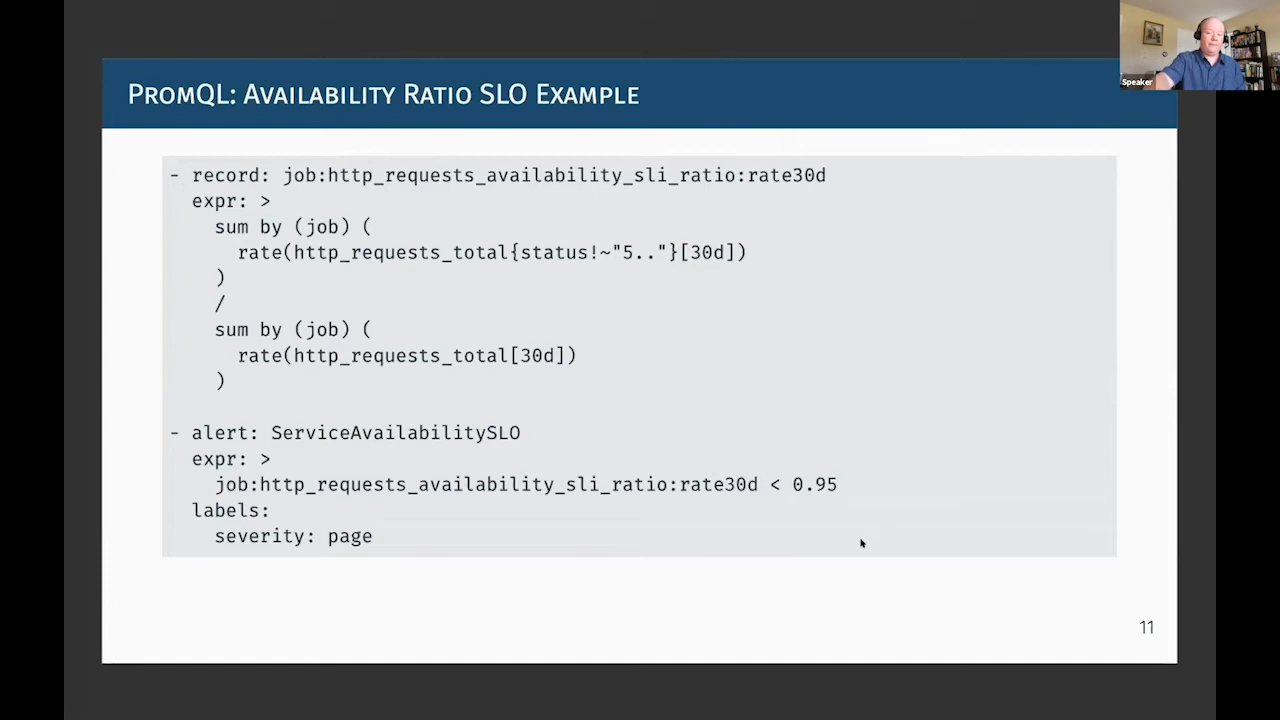 PromQL: Availability Ratio SLO Example
Speaker
- record: job:http_requests_availability_sli_ratio:rate30d
  expr: >
    sum by (job) (
      rate(http_requests_total{status!~"5.."}[30d])
    )
    /
    sum by (job) (
      rate(http_requests_total[30d])
    )
- alert: ServiceAvailabilitySLO
  expr: >
    job:http_requests_availability_sli_ratio:rate30d < 0.95
  labels:
    severity: page
11